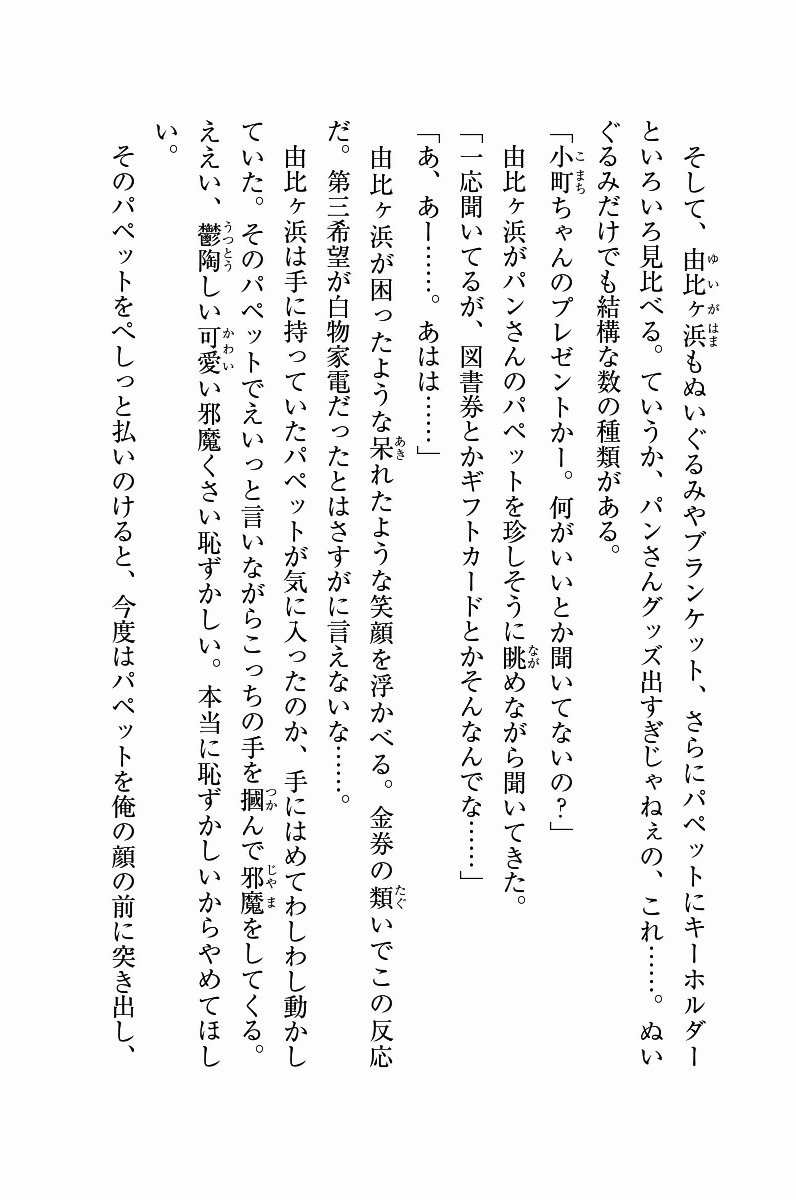 そして、由比ヶ浜もぬいぐるみやブランケット、さらにパペットにキーホルダー
といろいろ見比べる。ていうか、パンさんグッズ出すぎじゃねぇの、これ……。ぬい
ぐるみだけでも結構な数の種類がある。
「小町ちゃんのプレゼントかー。何がいいとか聞いてないの？」
由比ヶ浜がパンさんのパペットを珍しそうに眺めながら聞いてきた。
「一応聞いてるが、図書券とかギフトカードとかそんなんでな……」
「あ、あー……。あはは……」
由比ヶ浜が困ったような呆れたような笑顔を浮かべる。金券の類いでこの反応
だ。第三希望が白物家電だったとはさすがに言えないな……。
由比ヶ浜は手に持っていたパペットが気に入ったのか、手にはめてわしわし動かし
ていた。そのパペットでえいっと言いながらこっちの手を摑んで邪魔をしてくる。
ええい、鬱陶しい可愛い邪魔くさい恥ずかしい。本当に恥ずかしいからやめてほし
い。
そのパペットをぺしっと払いのけると、今度はパペットを俺の顔の前に突き出し、